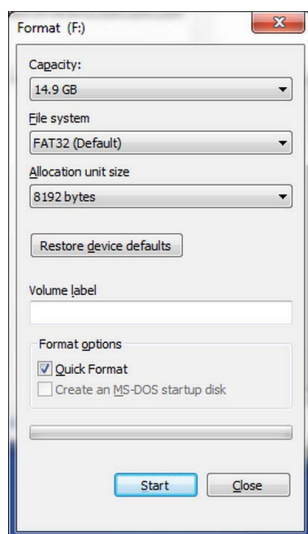 Format (F:)
Capacity:
14.9 GB
File system
FAT32 (Default)
Allocation unit size
8192 bytes
Restore device defaults
Volume label
Format options
Quick Format
Create an MS-DOS startup disk
Start
Close